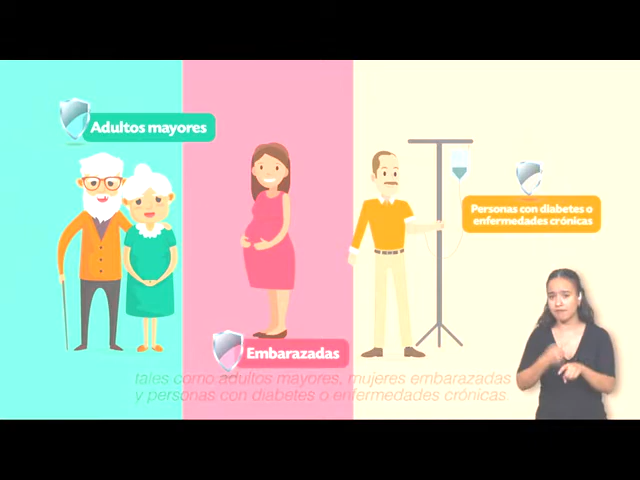 Adultos mayores
Personas con diabetes o
enfermedades crónicas
Embarazadas
tales como adultos mayores, mujeres embarazadas
y personas con diabetes o enfermedades crónicas